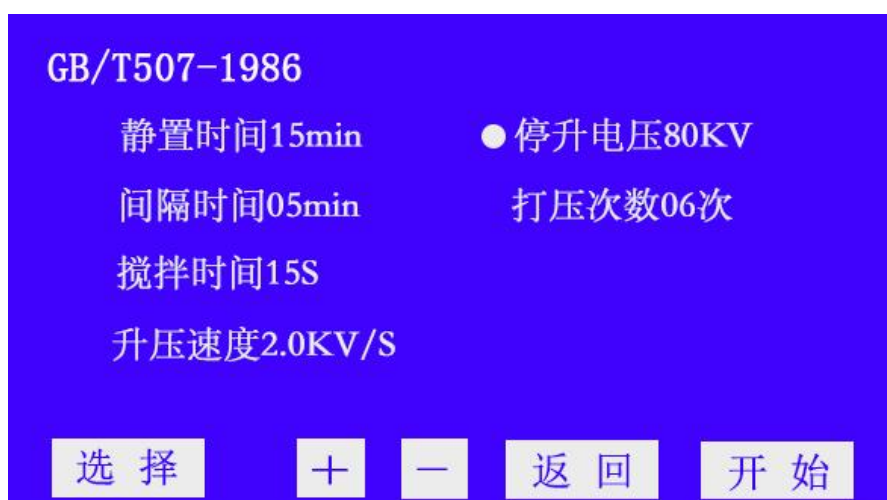 GB/T507-1986
静置时间15min
●停升电压80KV
间隔时间05min
打压次数06次
搅拌时间15S
升压速度2.0KV/S
选 择
+
－
返 回
开 始